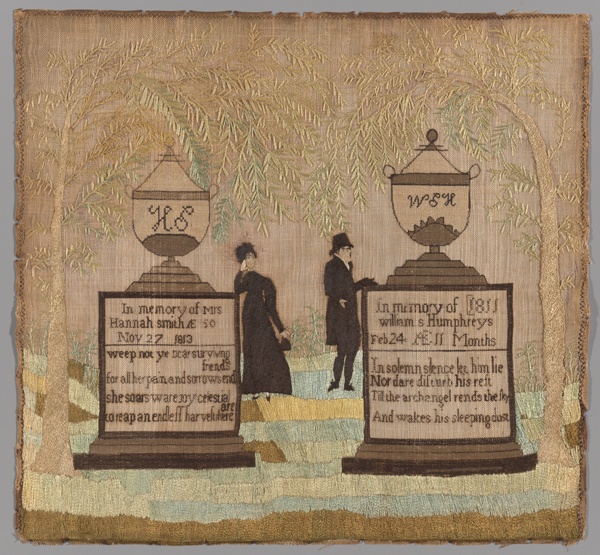 HS
In memory of Mrs
Hannah Smith Æ 50
Nov 27 1813
weep not ye Dear surviving
frends
for all her pain and sorrows end
she soars ware joy celestial
are
to reap an endless harvest here
WSH
In memory of 1811
william s Humphreys
Feb 24 Æ 11 Months
In solemn silence let him lie
Nor dare disturb his rest
Till the archangel rends the sky
And wakes his sleeping dust